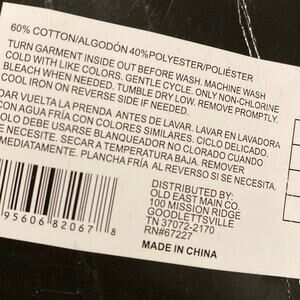 60% COTTON/ALGODÓN 40%POLYESTER/POLIÉSTER
TURN GARMENT INSIDE OUT BEFORE WASH. MACHINE WASH
COLD WITH LIKE COLORS. GENTLE CYCLE. ONLY NON-CHLORINE
BLEACH WHEN NEEDED. TUMBLE DRY LOW. REMOVE PROMPTLY.
COOL IRON ON REVERSE SIDE IF NEEDED.
DAR VUELTA LA PRENDA ANTES DE LAVAR. LAVAR EN LAVADORA
CON AGUA FRÍA CON COLORES SIMILARES. CICLO DELICADO.
SOLO DEBE USARSE BLANQUEADOR NO CLORADO CUANDO
SE NECESITE. SECAR A TEMPERATURA BAJA. REMOVER
INMEDIATAMENTE. PLANCHA FRÍA AL REVERSO SI SE NECESITA.
95606 82067 8
DISTRIBUTED BY:
OLD EAST MAIN CO.
100 MISSION RIDGE
GOODLETTSVILLE
TN 37072-2170
RN#67227
MADE IN CHINA